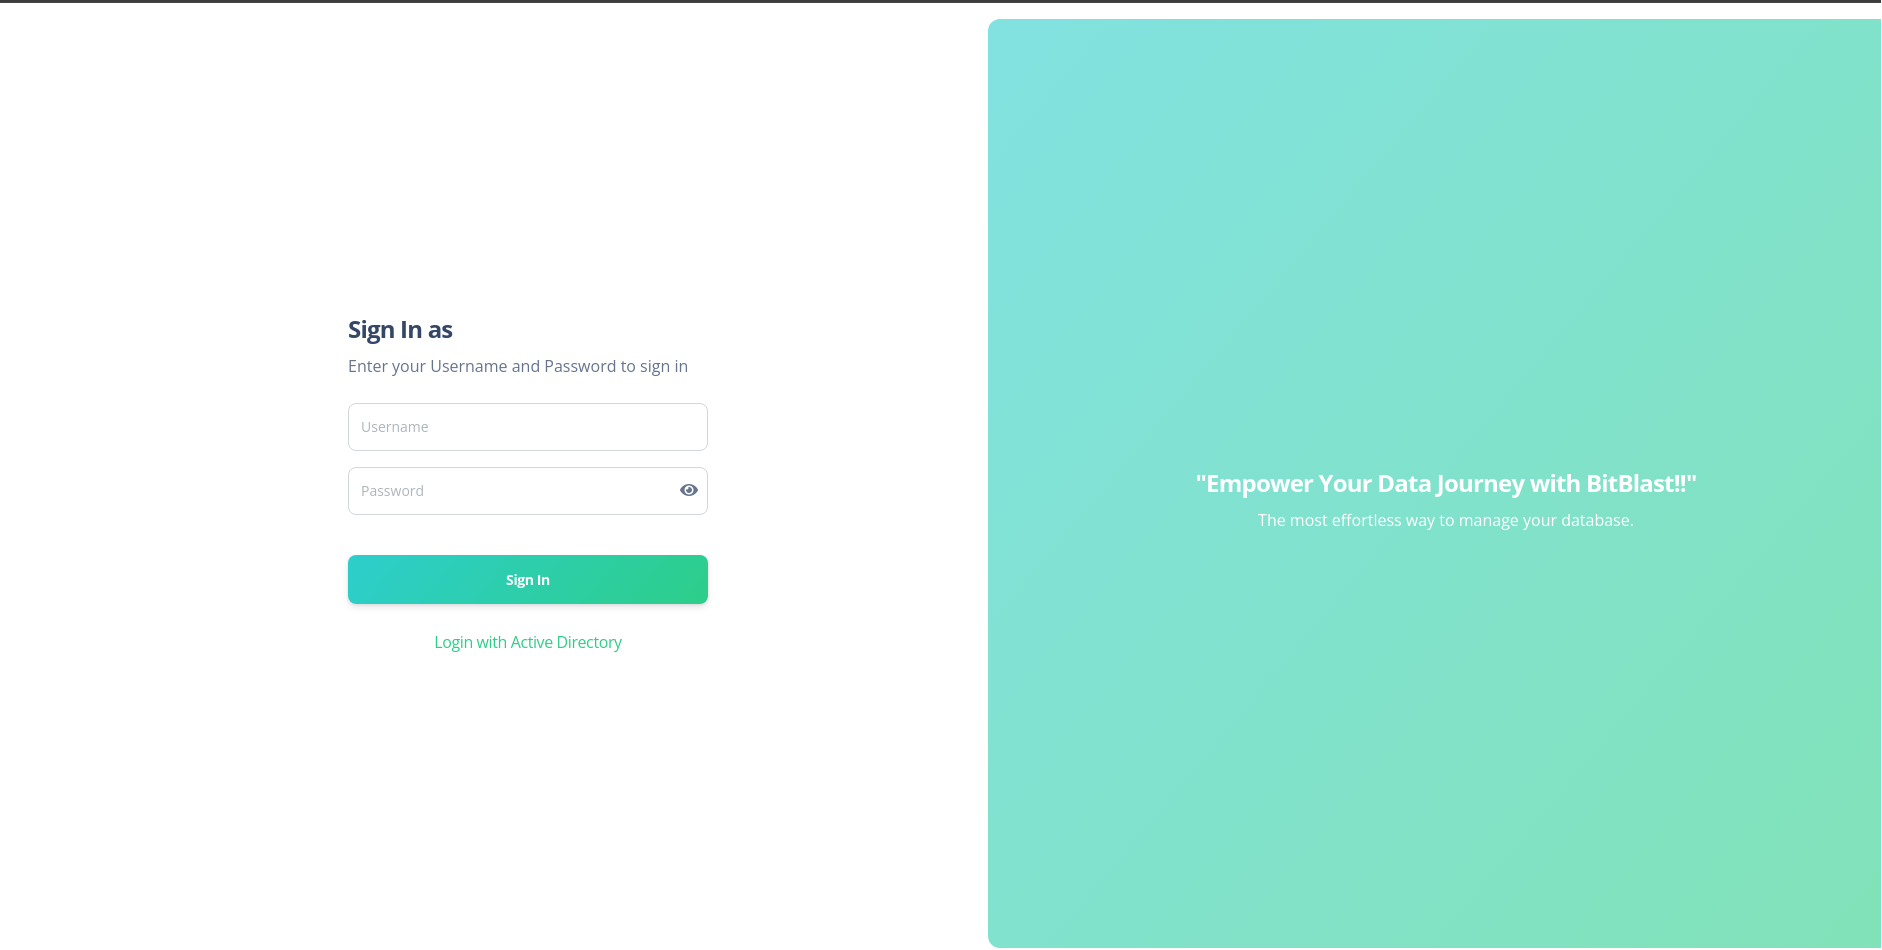 Sign In as
Enter your Username and Password to sign in
Username
Password
Sign In
Login with Active Directory
"Empower Your Data Journey with BitBlast!!"
The most effortless way to manage your database.